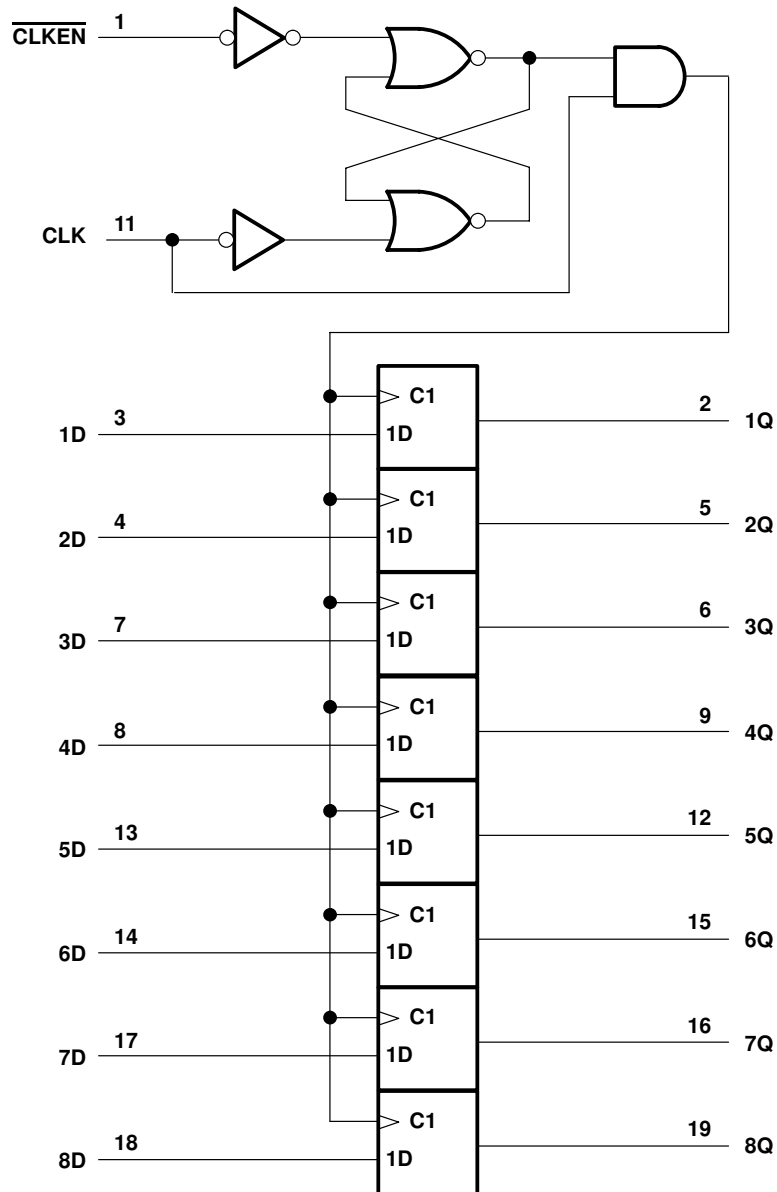 CLKEN 1
CLK 11
C1
1D 3 1D 2 1Q
C1
2D 4 1D 5 2Q
C1
3D 7 1D 6 3Q
C1
4D 8 1D 9 4Q
C1
5D 13 1D 12 5Q
C1
6D 14 1D 15 6Q
C1
7D 17 1D 16 7Q
C1
8D 18 1D 19 8Q